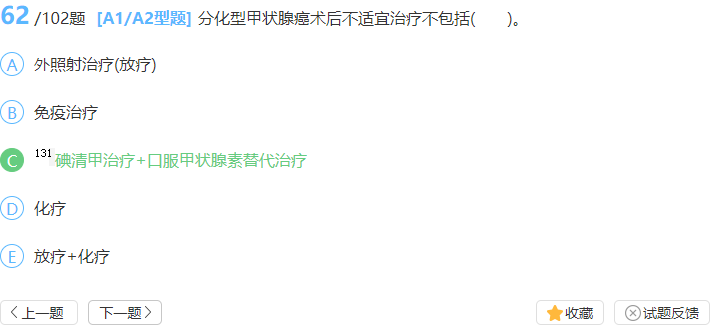 62/102题 [A1/A2型题] 分化型甲状腺癌术后不适宜治疗不包括( )。
A 外照射治疗(放疗)
B 免疫治疗
C 131碘清甲治疗+口服甲状腺素替代治疗
D 化疗
E 放疗+化疗
<上一题 下一题> 收藏 试题反馈